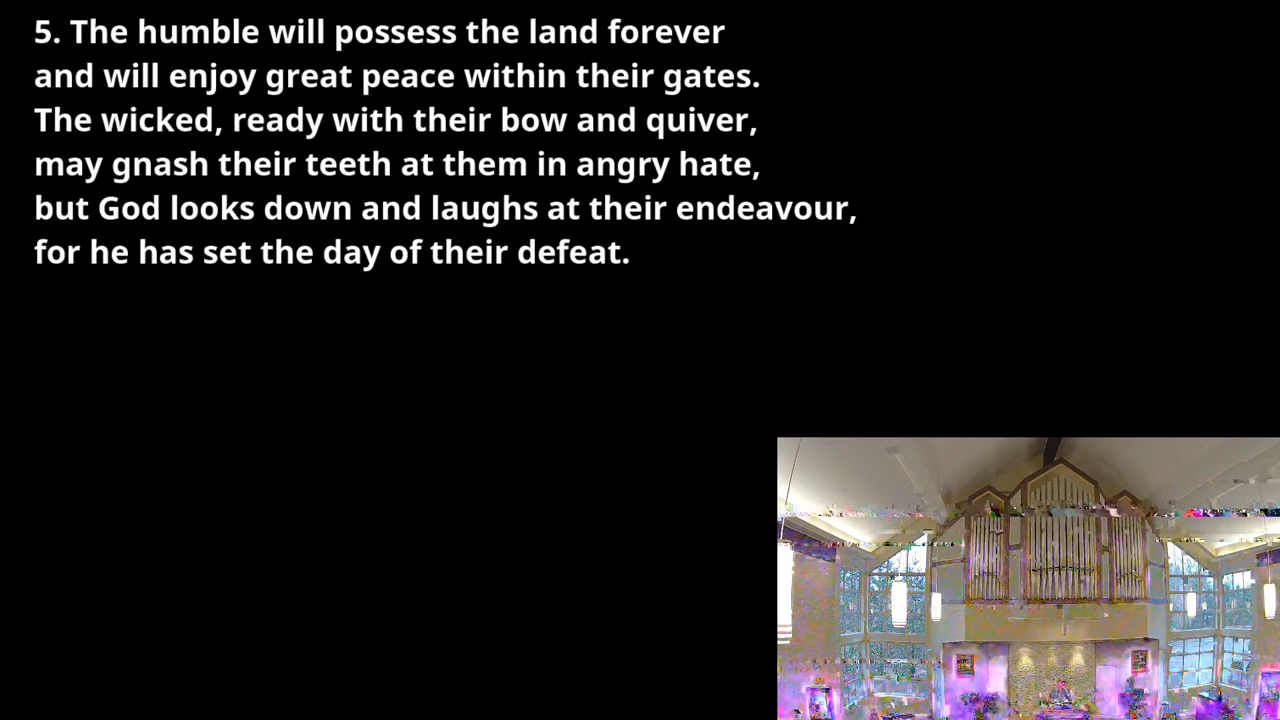 5. The humble will possess the land forever
and will enjoy great peace within their gates.
The wicked, ready with their bow and quiver,
may gnash their teeth at them in angry hate,
but God looks down and laughs at their endeavour,
for he has set the day of their defeat.